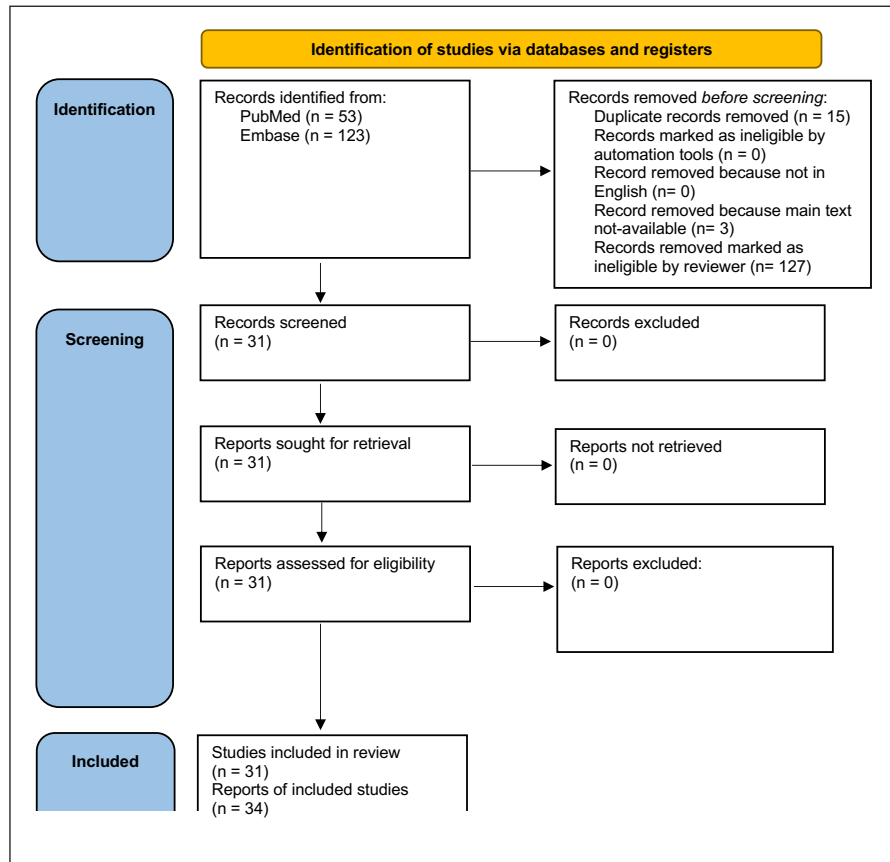 Identification of studies via databases and registers
Identification
Records identified from:
PubMed (n = 53)
Embase (n = 123)
Records removed before screening:
Duplicate records removed (n = 15)
Records marked as ineligible by
automation tools (n = 0)
Record removed because not in
English (n= 0)
Record removed because main text
not-available (n= 3)
Records removed marked as
ineligible by reviewer (n= 127)
Screening
Records screened
(n = 31)
Records excluded
(n = 0)
Reports sought for retrieval
(n = 31)
Reports not retrieved
(n = 0)
Reports assessed for eligibility
(n = 31)
Reports excluded:
(n = 0)
Included
Studies included in review
(n = 31)
Reports of included studies
(n = 34)